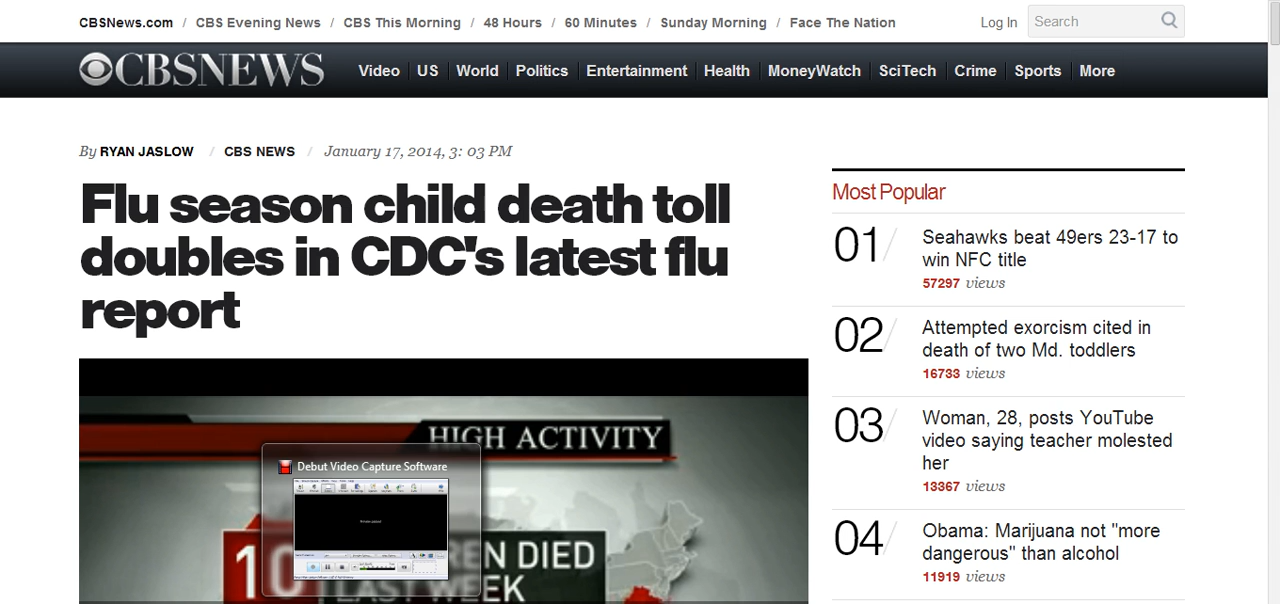 CBSNews.com / CBS Evening News / CBS This Morning / 48 Hours / 60 Minutes / Sunday Morning / Face The Nation
Log In
Search
CBSNEWS
Video US World Politics Entertainment Health MoneyWatch SciTech Crime Sports More
By RYAN JASLOW / CBS NEWS / January 17, 2014, 3: 03 PM
Flu season child death toll
doubles in CDC's latest flu
report
HIGH ACTIVITY
Debut Video Capture Software
10
REN DIED
LAST WEEK
Most Popular
01/
Seahawks beat 49ers 23-17 to
win NFC title
57297 views
02/
Attempted exorcism cited in
death of two Md. toddlers
16733 views
03/
Woman, 28, posts YouTube
video saying teacher molested
her
13367 views
04/
Obama: Marijuana not "more
dangerous" than alcohol
11919 views